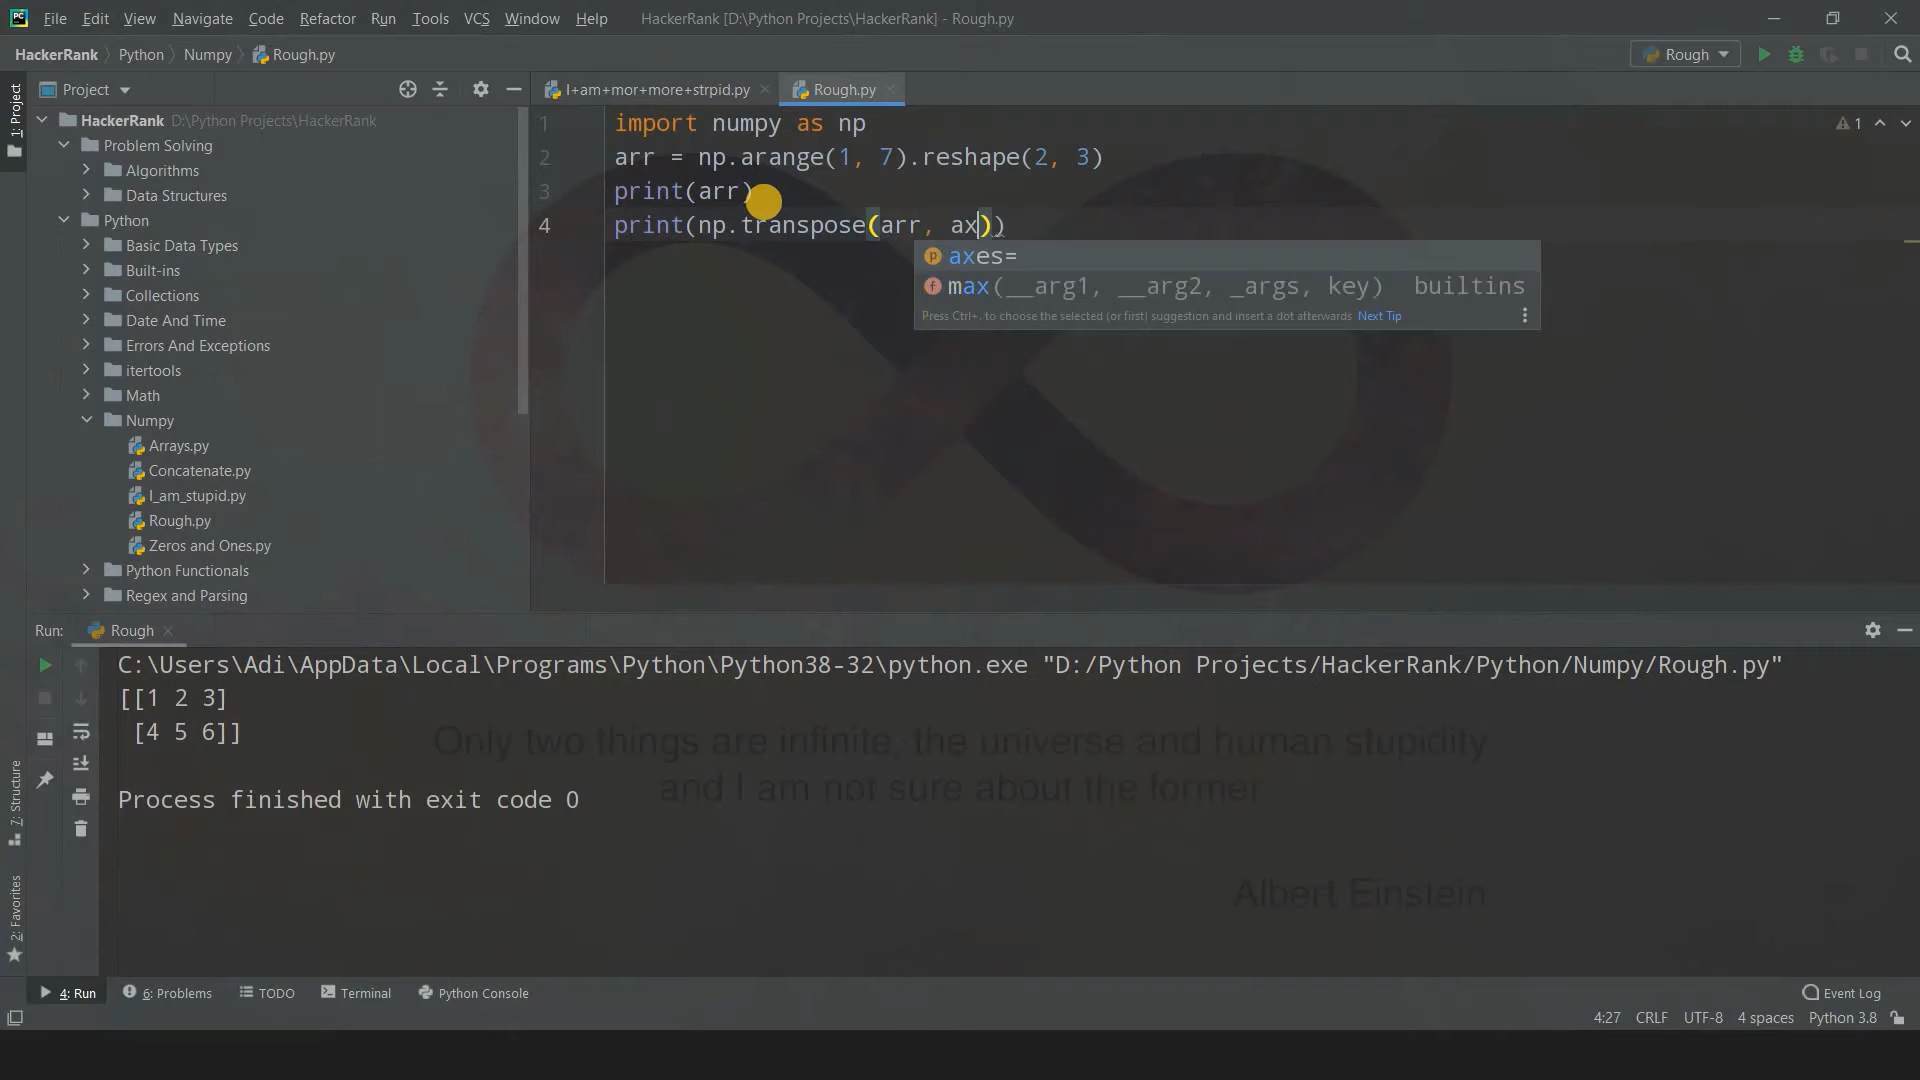 File Edit View Navigate Code Refactor Run Tools VCS Window Help HackerRank [D:\Python Projects\HackerRank] - Rough.py
HackerRank Python Numpy Rough.py Rough
Project I+am+mor+more+strpid.py Rough.py
1: Project
HackerRank D:\Python Projects\HackerRank
Problem Solving
Algorithms
Data Structures
Python
Basic Data Types
Built-ins
Collections
Date And Time
Errors And Exceptions
itertools
Math
Numpy
Arrays.py
Concatenate.py
I_am_stupid.py
Rough.py
Zeros and Ones.py
Python Functionals
Regex and Parsing
1 import numpy as np
2 arr = np.arange(1, 7).reshape(2, 3)
3 print(arr)
4 print(np.transpose(arr, ax))
1
axes=
max(__arg1, __arg2, _args, key) builtins
Press Ctrl+. to choose the selected (or first) suggestion and insert a dot afterwards Next Tip
Run: Rough
C:\Users\Adi\AppData\Local\Programs\Python\Python38-32\python.exe "D:/Python Projects/HackerRank/Python/Numpy/Rough.py"
[[1 2 3]
[4 5 6]]
Process finished with exit code 0
Only two things are infinite, the universe and human stupidity
and I am not sure about the former
Albert Einstein
7: Structure
2: Favorites
4: Run 6: Problems TODO Terminal Python Console Event Log
4:27 CRLF UTF-8 4 spaces Python 3.8